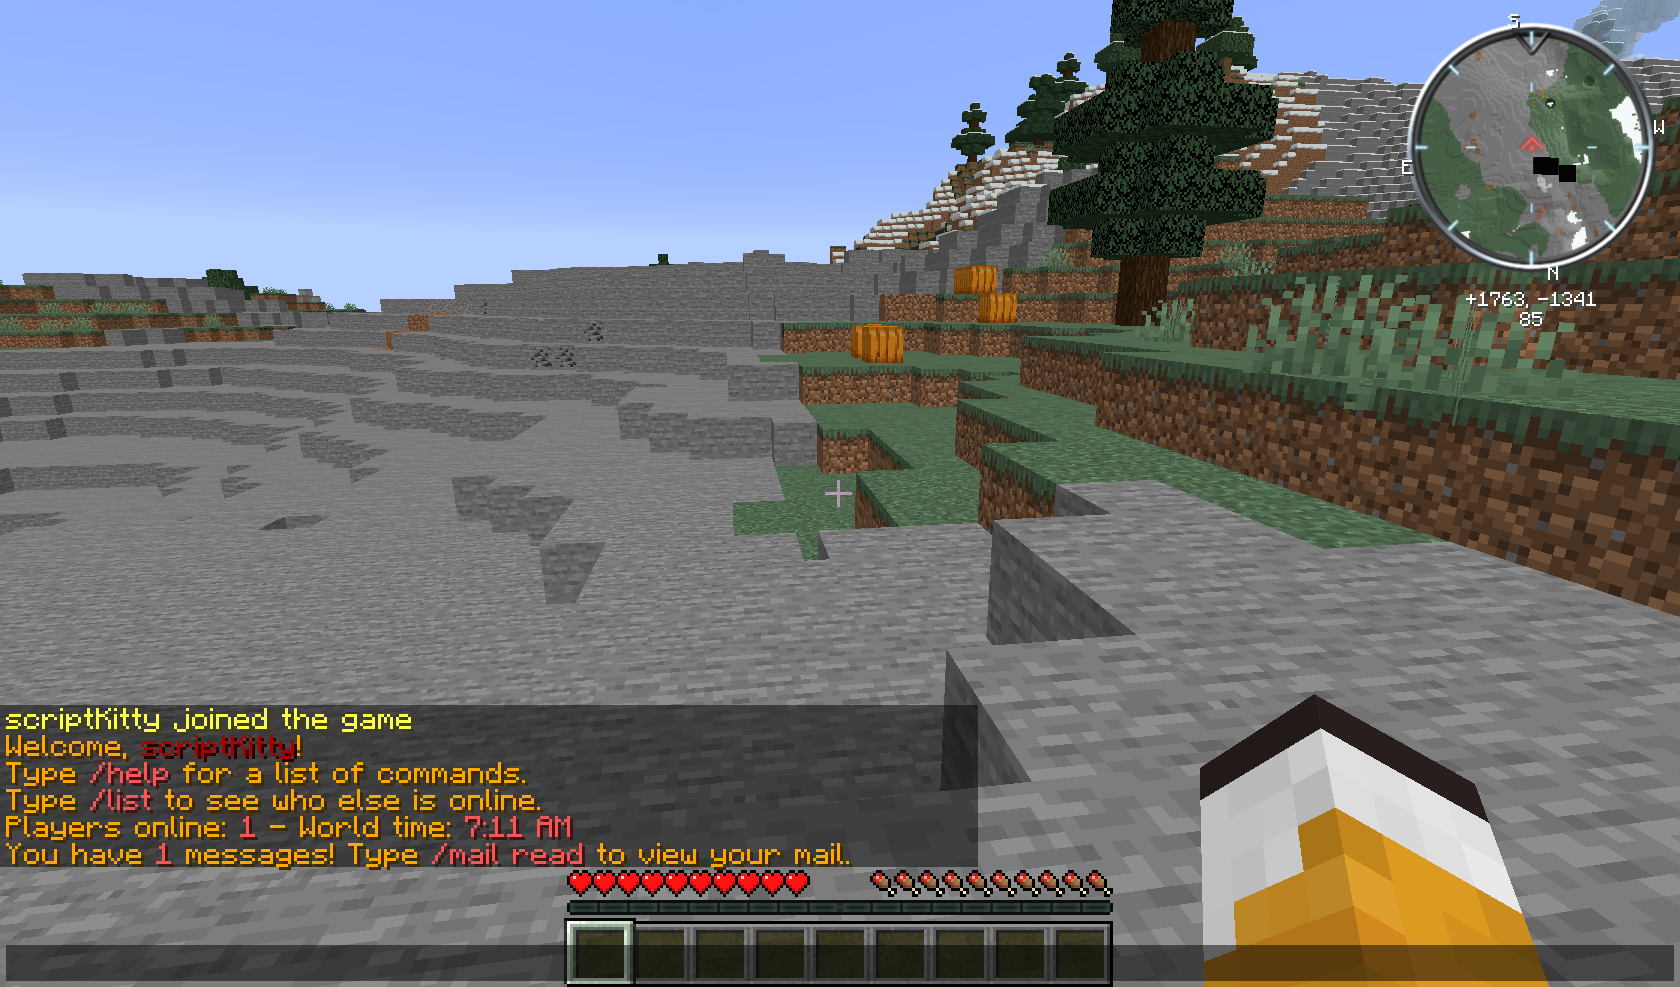 S
W
E
N
+1763, -1341
85
scriptKitty joined the game
Welcome, scriptKitty!
Type /help for a list of commands.
Type /list to see who else is online.
Players online: 1 - World time: 7:11 AM
You have 1 messages! Type /mail read to view your mail.